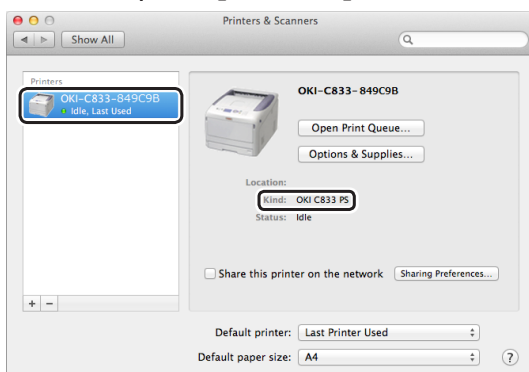 Printers & Scanners
Show All
Printers
OKI-C833-849C9B
Idle, Last Used
OKI-C833-849C9B
Open Print Queue...
Options & Supplies...
Location:
Kind: OKI C833 PS
Status: Idle
Share this printer on the network Sharing Preferences...
+ −
Default printer: Last Printer Used
Default paper size: A4 ?